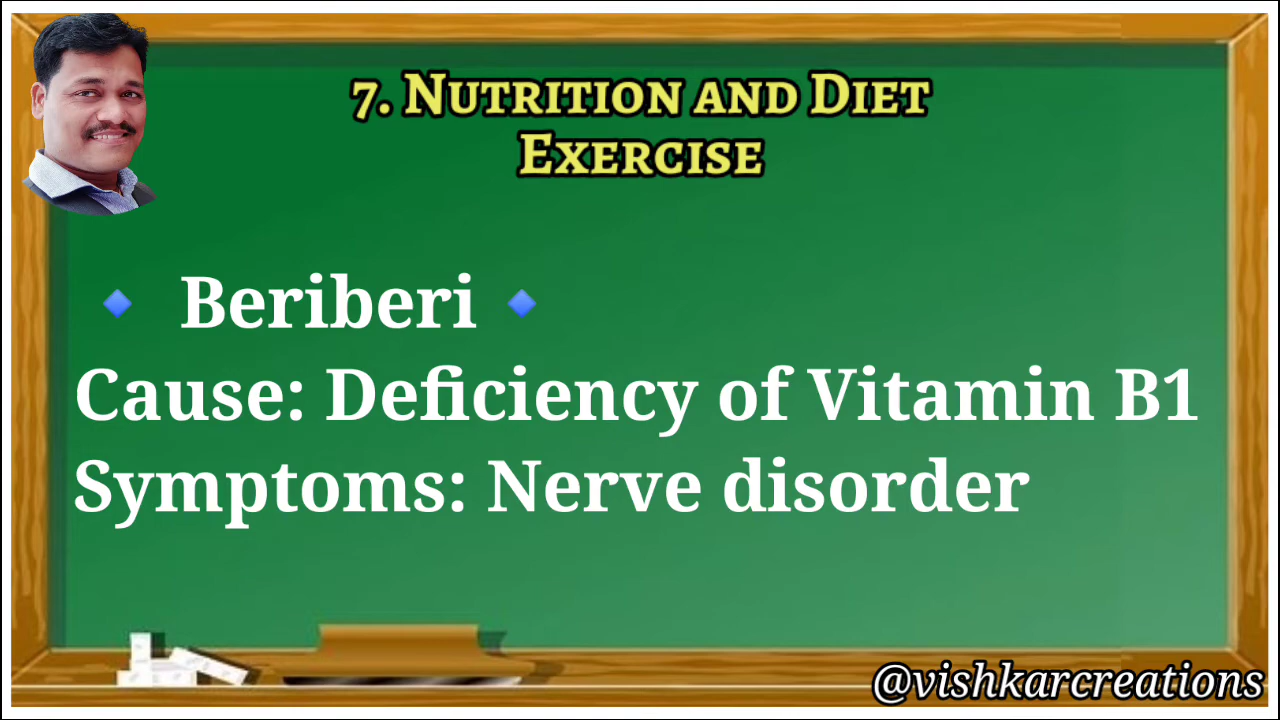 7. Nutrition and Diet
Exercise
🔹 Beriberi 🔹
Cause: Deficiency of Vitamin B1
Symptoms: Nerve disorder
@vishkarcreations